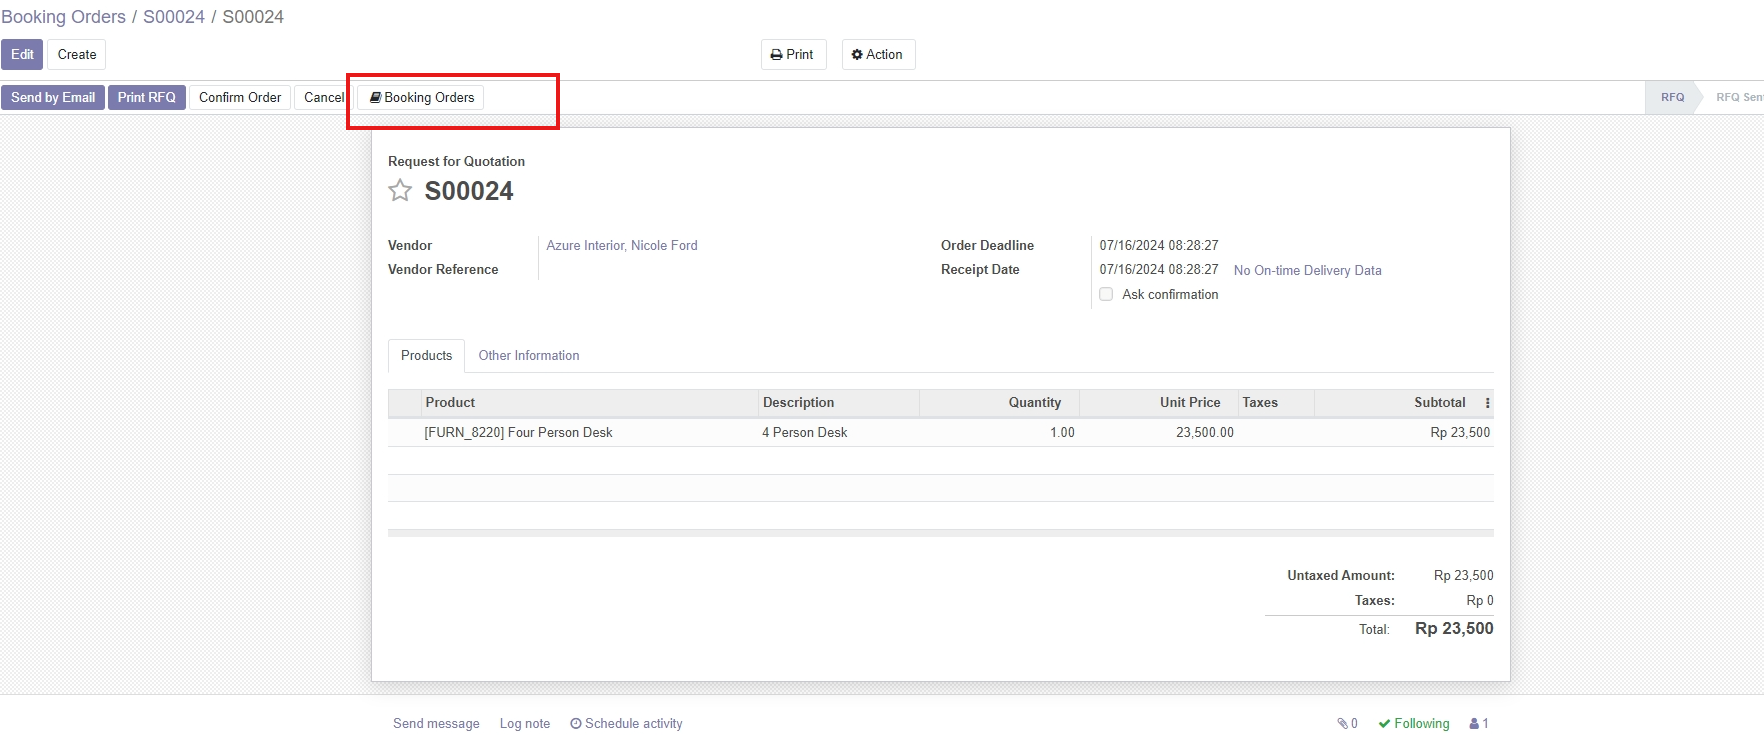 Booking Orders / S00024 / S00024
Edit Create Print Action
Send by Email Print RFQ Confirm Order Cancel Booking Orders RFQ RFQ Sen
Request for Quotation
S00024
Vendor Azure Interior, Nicole Ford Order Deadline 07/16/2024 08:28:27
Vendor Reference Receipt Date 07/16/2024 08:28:27 No On-time Delivery Data
Ask confirmation
Products Other Information
Product Description Quantity Unit Price Taxes Subtotal
[FURN_8220] Four Person Desk 4 Person Desk 1.00 23,500.00 Rp 23,500
Untaxed Amount: Rp 23,500
Taxes: Rp 0
Total: Rp 23,500
Send message Log note Schedule activity 0 Following 1